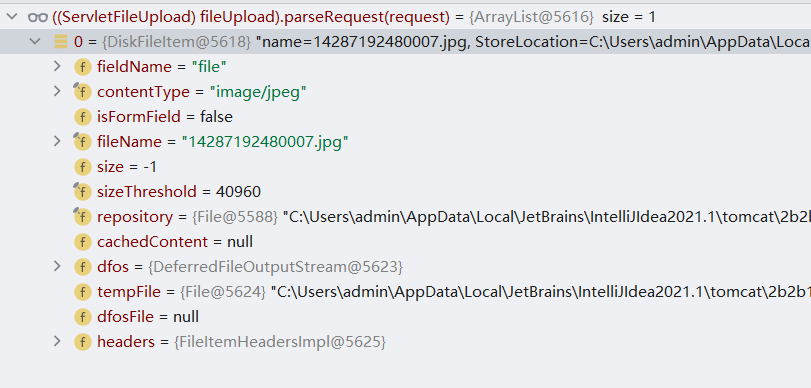 ((ServletFileUpload) fileUpload).parseRequest(request) = {ArrayList@5616} size = 1
0 = {DiskFileItem@5618} "name=14287192480007.jpg, StoreLocation=C:\Users\admin\AppData\Loca
f fieldName = "file"
f contentType = "image/jpeg"
f isFormField = false
f fileName = "14287192480007.jpg"
f size = -1
f sizeThreshold = 40960
f repository = {File@5588} "C:\Users\admin\AppData\Local\JetBrains\IntelliJIdea2021.1\tomcat\2b2b
f cachedContent = null
f dfos = {DeferredFileOutputStream@5623}
f tempFile = {File@5624} "C:\Users\admin\AppData\Local\JetBrains\IntelliJIdea2021.1\tomcat\2b2b1
f dfosFile = null
f headers = {FileItemHeadersImpl@5625}